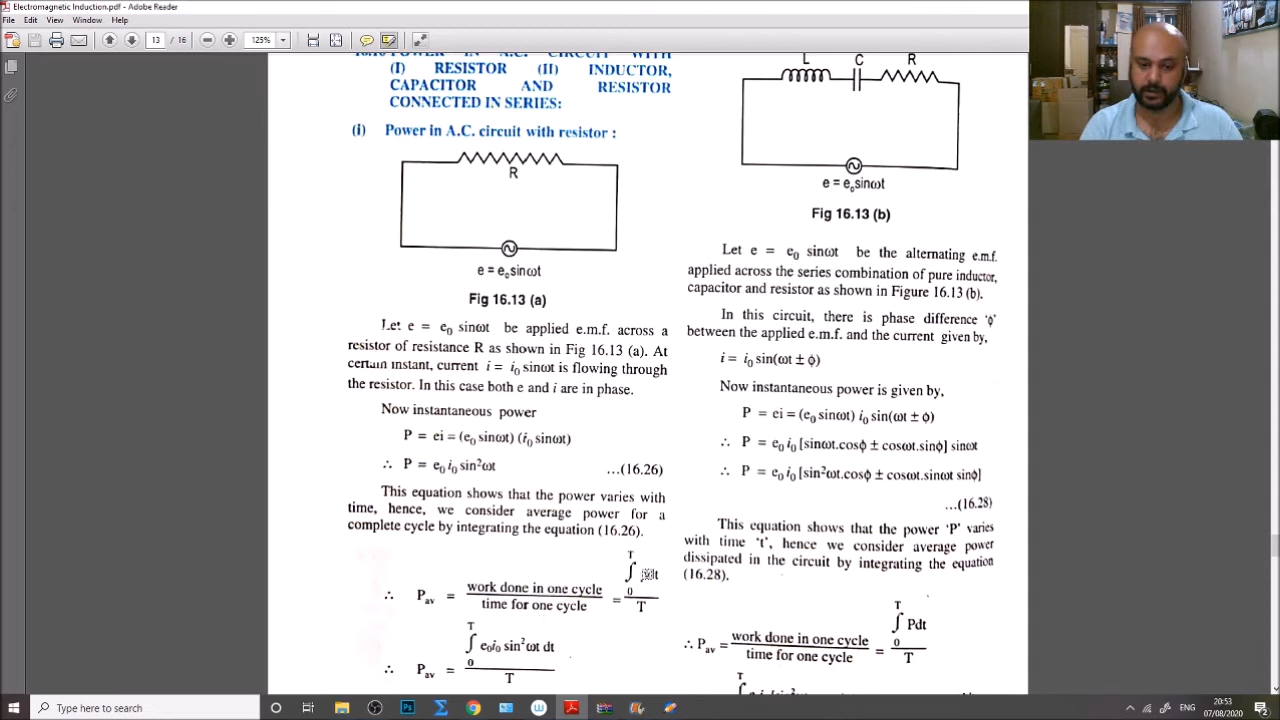 Electromagnetic Induction.pdf - Adobe Reader
File Edit View Window Help
13 / 16 125%
POWER IN A.C. CIRCUIT WITH
(I) RESISTOR (II) INDUCTOR,
CAPACITOR AND RESISTOR
CONNECTED IN SERIES:
(i) Power in A.C. circuit with resistor :
R
e = e₀sinωt
Fig 16.13 (a)
Let e = e₀ sinωt be applied e.m.f. across a
resistor of resistance R as shown in Fig 16.13 (a). At
certain instant, current i = i₀ sinωt is flowing through
the resistor. In this case both e and i are in phase.
Now instantaneous power
P = ei = (e₀ sinωt) (i₀ sinωt)
∴ P = e₀ i₀ sin²ωt ...(16.26)
This equation shows that the power varies with
time, hence, we consider average power for a
complete cycle by integrating the equation (16.26).
∴ Pav = work done in one cycle / time for one cycle = ∫₀ᵀ dt / T
∴ Pav = ∫₀ᵀ e₀i₀ sin²ωt dt / T
L C R
e = e₀sinωt
Fig 16.13 (b)
Let e = e₀ sinωt be the alternating e.m.f.
applied across the series combination of pure inductor,
capacitor and resistor as shown in Figure 16.13 (b).
In this circuit, there is phase difference 'ϕ'
between the applied e.m.f. and the current given by,
i = i₀ sin(ωt ± ϕ)
Now instantaneous power is given by,
P = ei = (e₀ sinωt) i₀ sin(ωt ± ϕ)
∴ P = e₀ i₀ [sinωt.cosϕ ± cosωt.sinϕ] sinωt
∴ P = e₀ i₀ [sin²ωt.cosϕ ± cosωt.sinωt sinϕ]
...(16.28)
This equation shows that the power 'P' varies
with time 't', hence we consider average power
dissipated in the circuit by integrating the equation
(16.28).
∴ Pav = work done in one cycle / time for one cycle = ∫₀ᵀ Pdt / T
T
Type here to search
ENG
20:53
07/08/2020